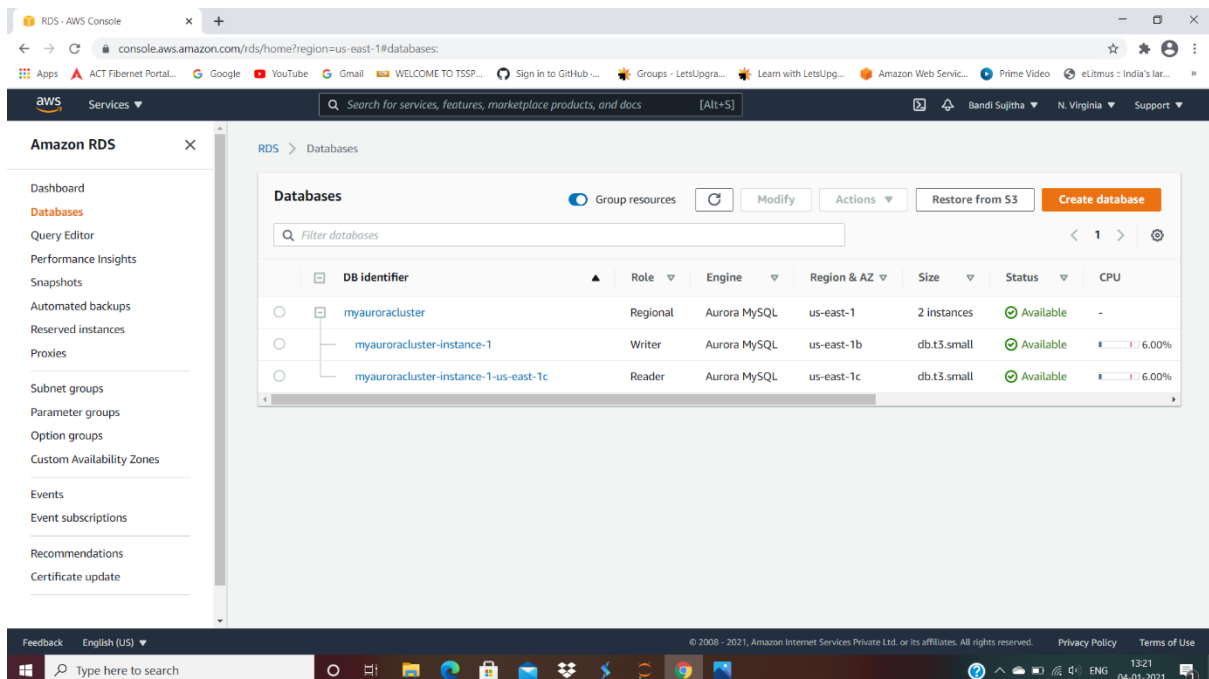 RDS · AWS Console
console.aws.amazon.com/rds/home?region=us-east-1#databases:
Apps ACT Fibernet Portal... Google YouTube Gmail WELCOME TO TSSP... Sign in to GitHub ·... Groups - LetsUpgra... Learn with LetsUpg... Amazon Web Servic... Prime Video eLitmus :: India's lar... »
aws Services ▼ Search for services, features, marketplace products, and docs [Alt+S] Bandi Sujitha ▼ N. Virginia ▼ Support ▼
Amazon RDS
Dashboard
Databases
Query Editor
Performance Insights
Snapshots
Automated backups
Reserved instances
Proxies
Subnet groups
Parameter groups
Option groups
Custom Availability Zones
Events
Event subscriptions
Recommendations
Certificate update
RDS > Databases
Databases Group resources Modify Actions ▼ Restore from S3 Create database
Filter databases < 1 >
DB identifier Role Engine Region & AZ Size Status CPU
myauroracluster Regional Aurora MySQL us-east-1 2 instances Available -
myauroracluster-instance-1 Writer Aurora MySQL us-east-1b db.t3.small Available 6.00%
myauroracluster-instance-1-us-east-1c Reader Aurora MySQL us-east-1c db.t3.small Available 6.00%
Feedback English (US) ▼ © 2008 - 2021, Amazon Internet Services Private Ltd. or its affiliates. All rights reserved. Privacy Policy Terms of Use
Type here to search ENG 13:21
04-01-2021